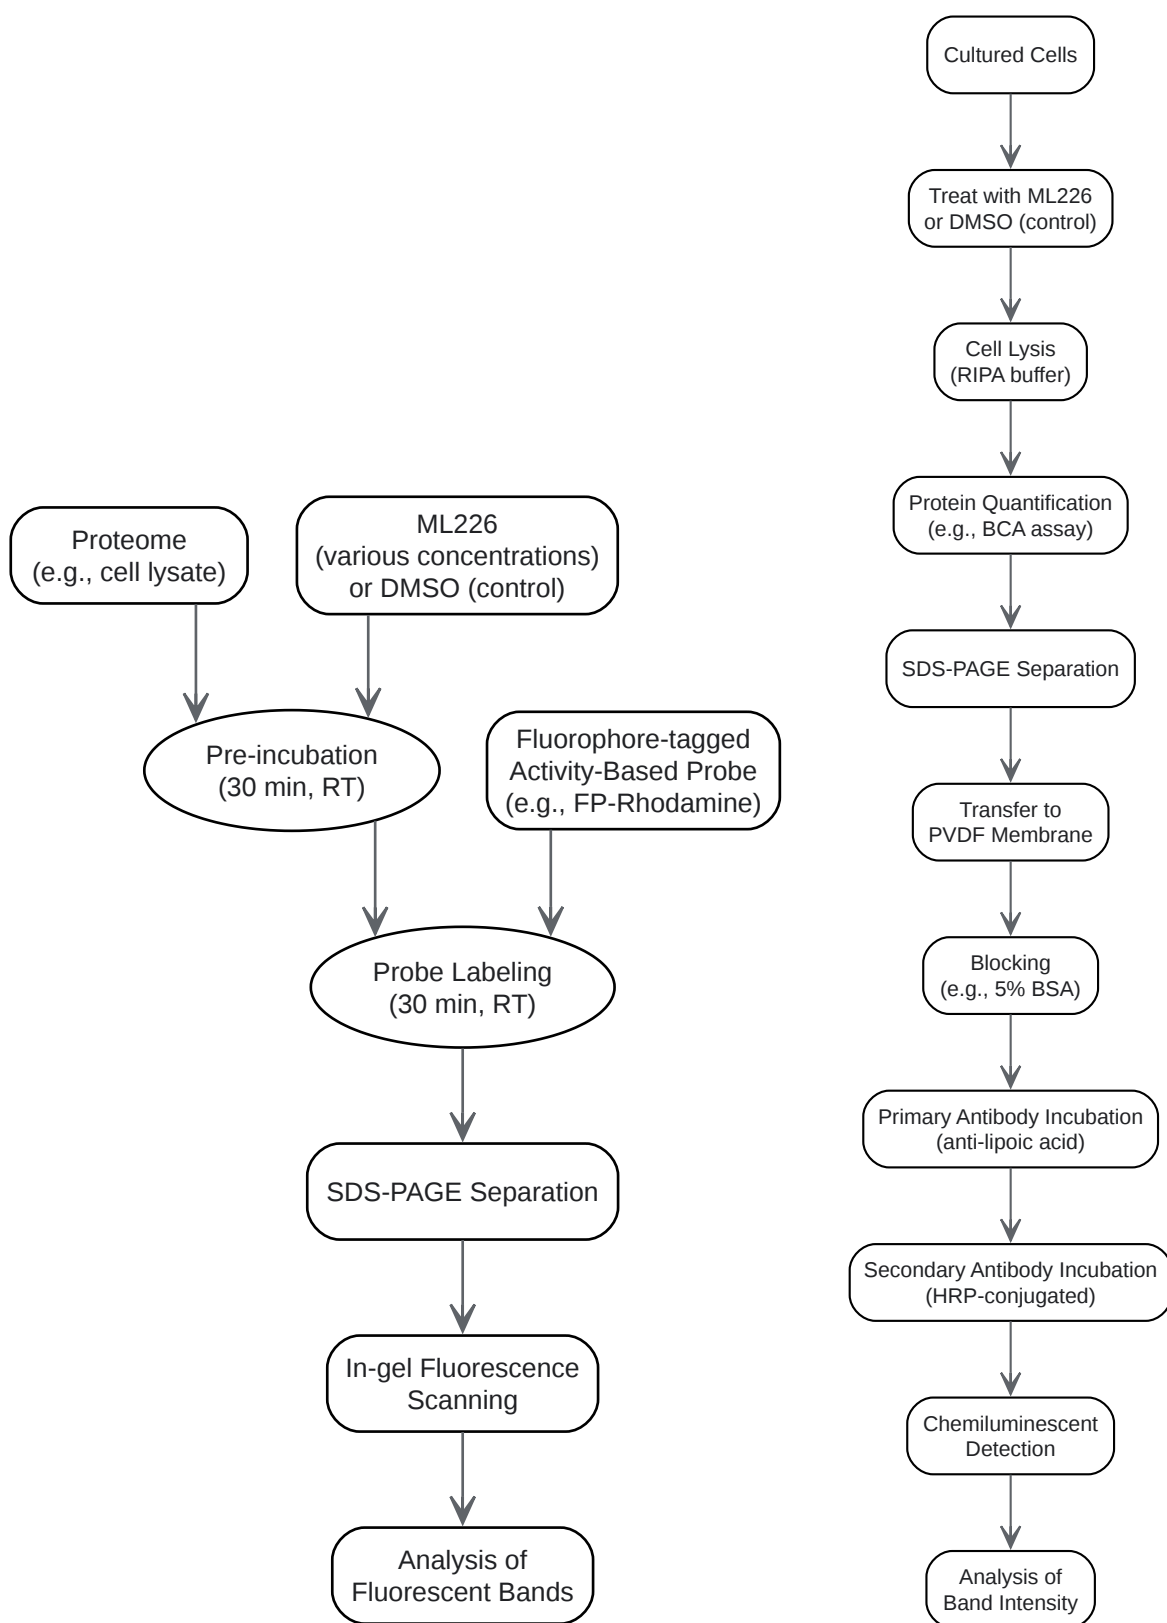 Proteome
(e.g., cell lysate)
ML226
(various concentrations)
or DMSO (control)
Pre-incubation
(30 min, RT)
Fluorophore-tagged
Activity-Based Probe
(e.g., FP-Rhodamine)
Probe Labeling
(30 min, RT)
SDS-PAGE Separation
In-gel Fluorescence
Scanning
Analysis of
Fluorescent Bands
Cultured Cells
Treat with ML226
or DMSO (control)
Cell Lysis
(RIPA buffer)
Protein Quantification
(e.g., BCA assay)
SDS-PAGE Separation
Transfer to
PVDF Membrane
Blocking
(e.g., 5% BSA)
Primary Antibody Incubation
(anti-lipoic acid)
Secondary Antibody Incubation
(HRP-conjugated)
Chemiluminescent
Detection
Analysis of
Band Intensity